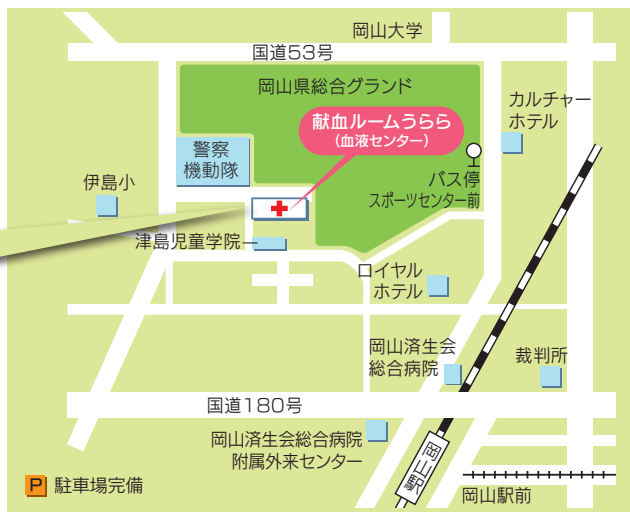 岡山大学
国道53号
岡山県総合グランド
カルチャー
ホテル
献血ルームうらら
(血液センター)
警察
機動隊
バス停
スポーツセンター前
伊島小
津島児童学院
ロイヤル
ホテル
岡山済生会
総合病院
裁判所
国道180号
岡山済生会総合病院
附属外来センター
岡山駅
P 駐車場完備
岡山駅前